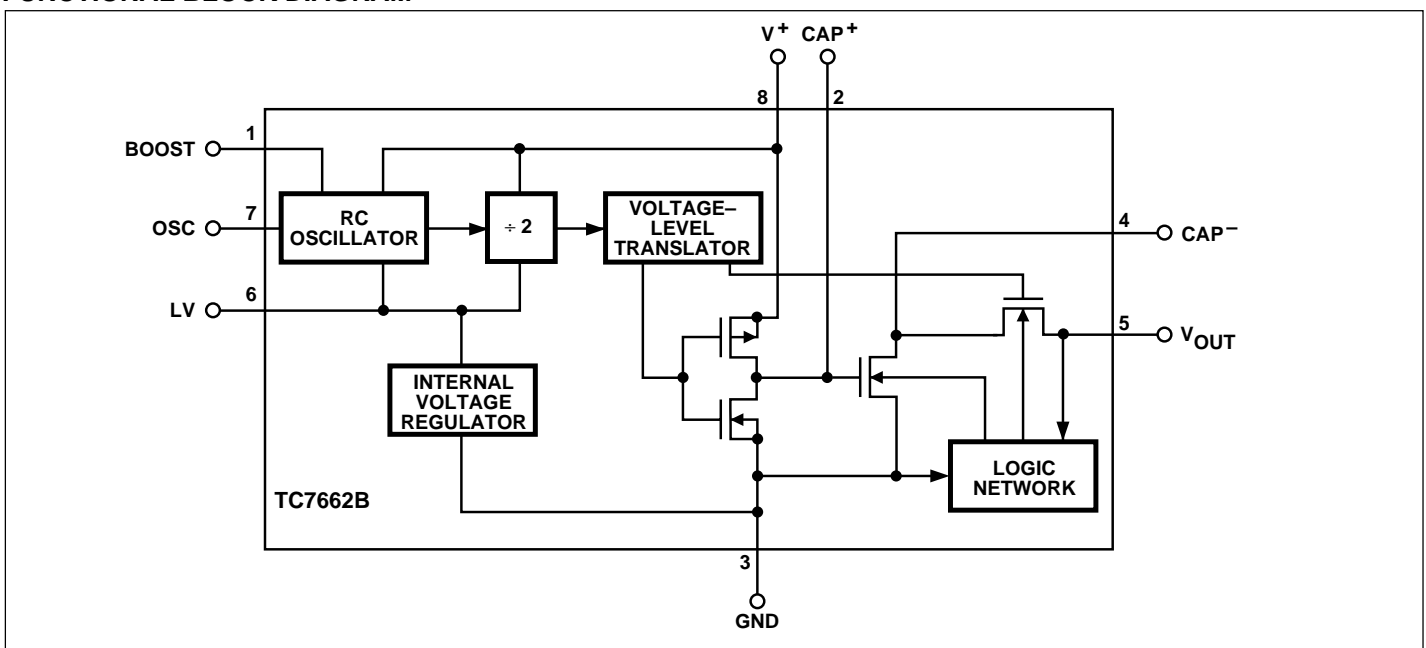 V+ CAP+
8 2
BOOST 1
OSC 7
RC
OSCILLATOR
÷ 2
VOLTAGE–
LEVEL
TRANSLATOR
4 CAP–
LV 6
5 VOUT
INTERNAL
VOLTAGE
REGULATOR
LOGIC
NETWORK
TC7662B
3
GND